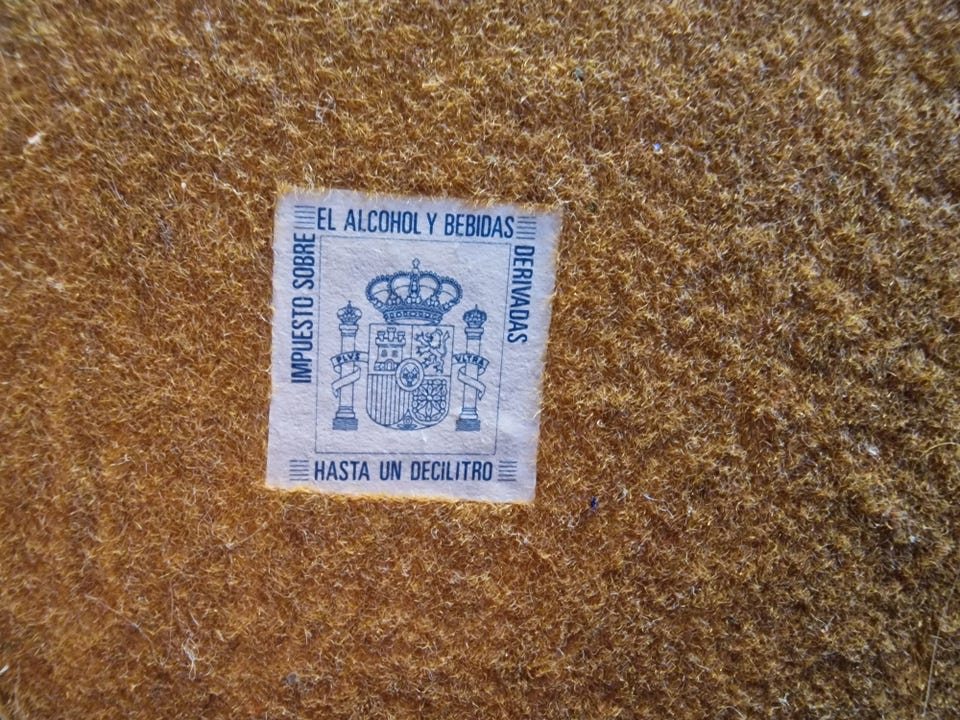 IMPUESTO SOBRE
EL ALCOHOL Y BEBIDAS
DERIVADAS
PLVS
VLTRA
HASTA UN DECILITRO